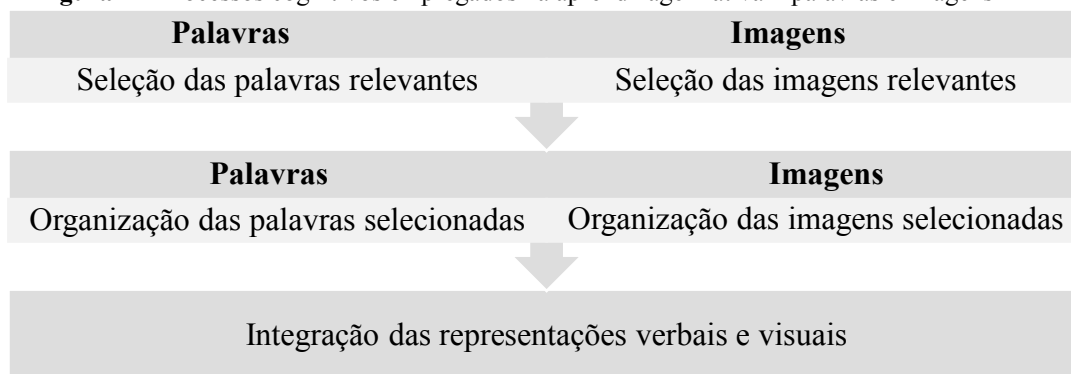 Palavras Imagens
Seleção das palavras relevantes Seleção das imagens relevantes
Palavras Imagens
Organização das palavras selecionadas Organização das imagens selecionadas
Integração das representações verbais e visuais